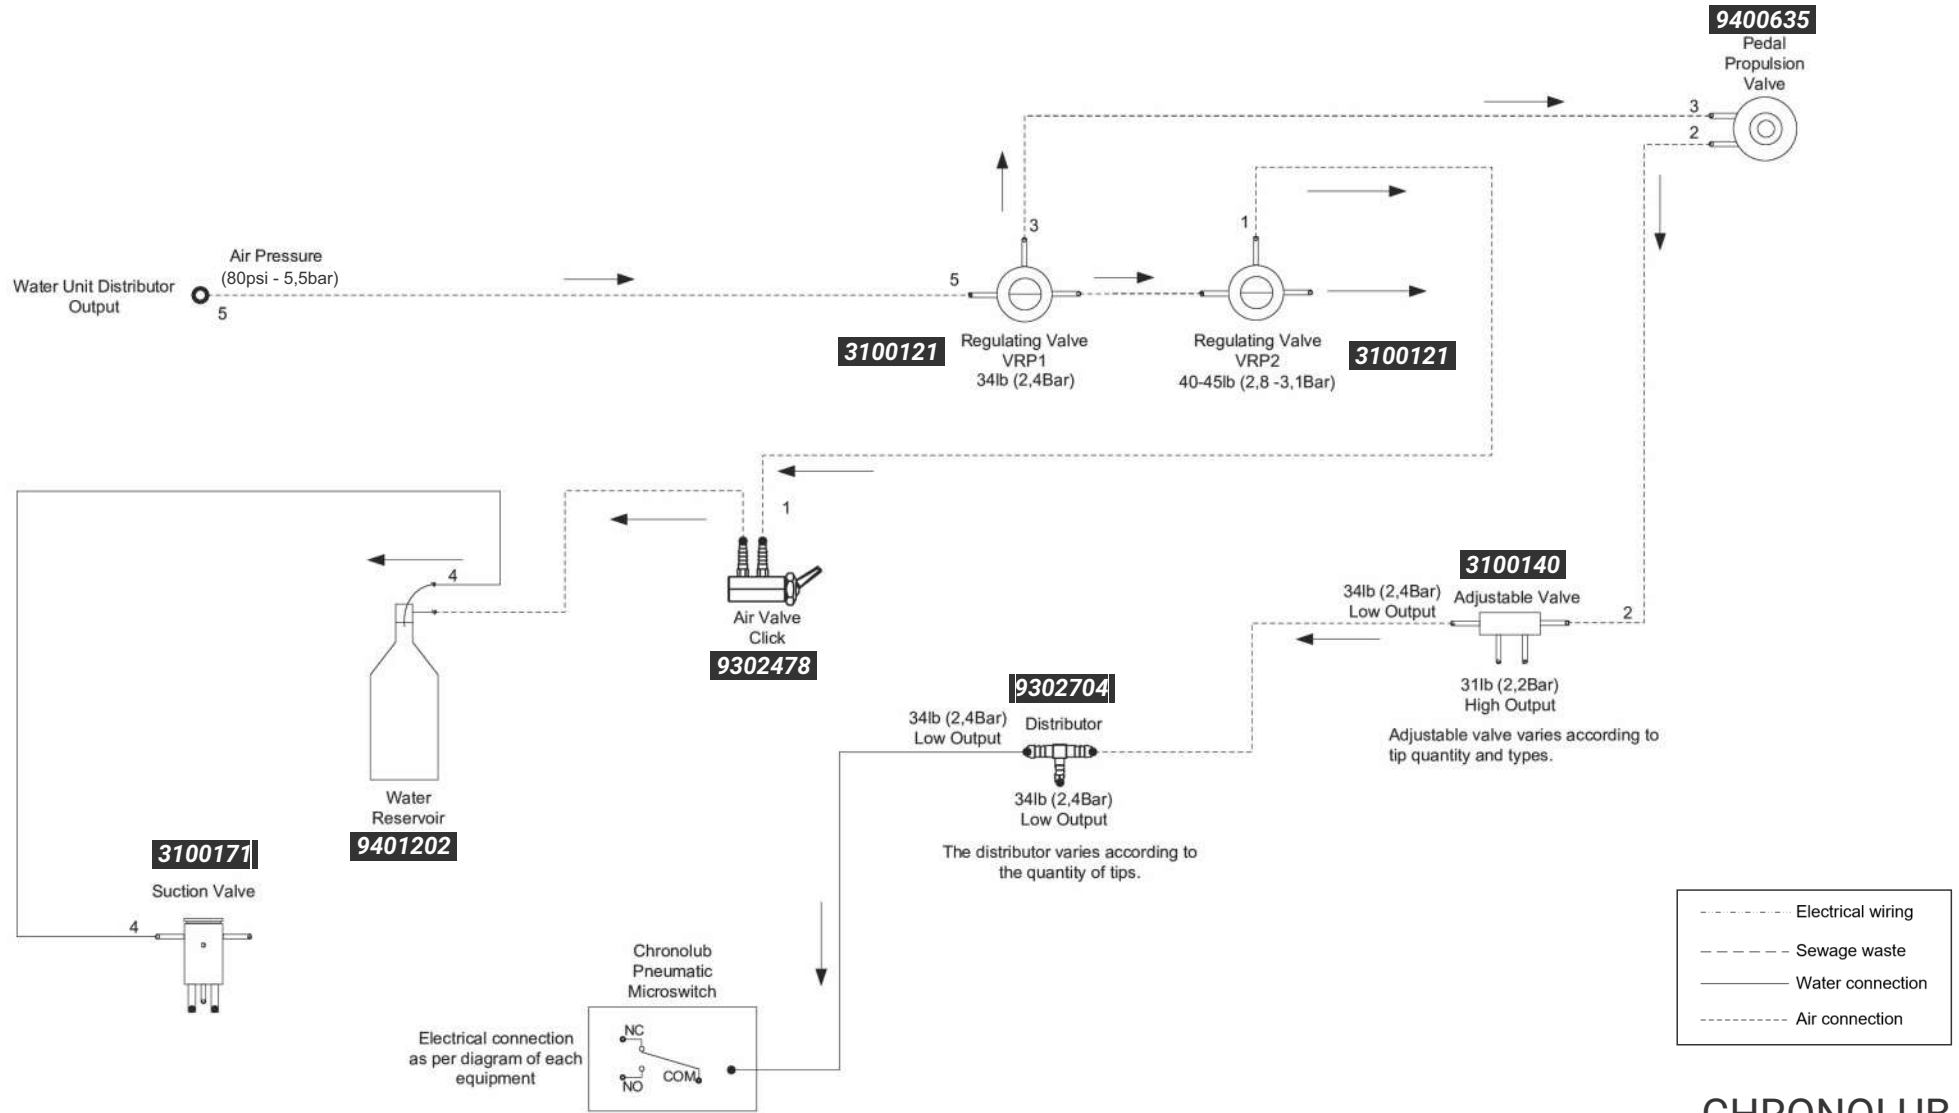 9400635
Pedal
Propulsion
Valve
3
2
3
1
Air Pressure
(80psi - 5,5bar)
Water Unit Distributor
Output
5
5
3100121
Regulating Valve
VRP1
34lb (2,4Bar)
Regulating Valve
VRP2
40-45lb (2,8 -3,1Bar)
3100121
1
4
Air Valve
Click
9302478
3100140
34lb (2,4Bar)
Low Output
Adjustable Valve
2
31lb (2,2Bar)
High Output
Adjustable valve varies according to
tip quantity and types.
9302704
34lb (2,4Bar)
Low Output
Distributor
34lb (2,4Bar)
Low Output
The distributor varies according to
the quantity of tips.
Water
Reservoir
9401202
3100171
Suction Valve
4
Chronolub
Pneumatic
Microswitch
Electrical connection
as per diagram of each
equipment
NC
NO
COM
Electrical wiring
Sewage waste
Water connection
Air connection
CHRONOLUB